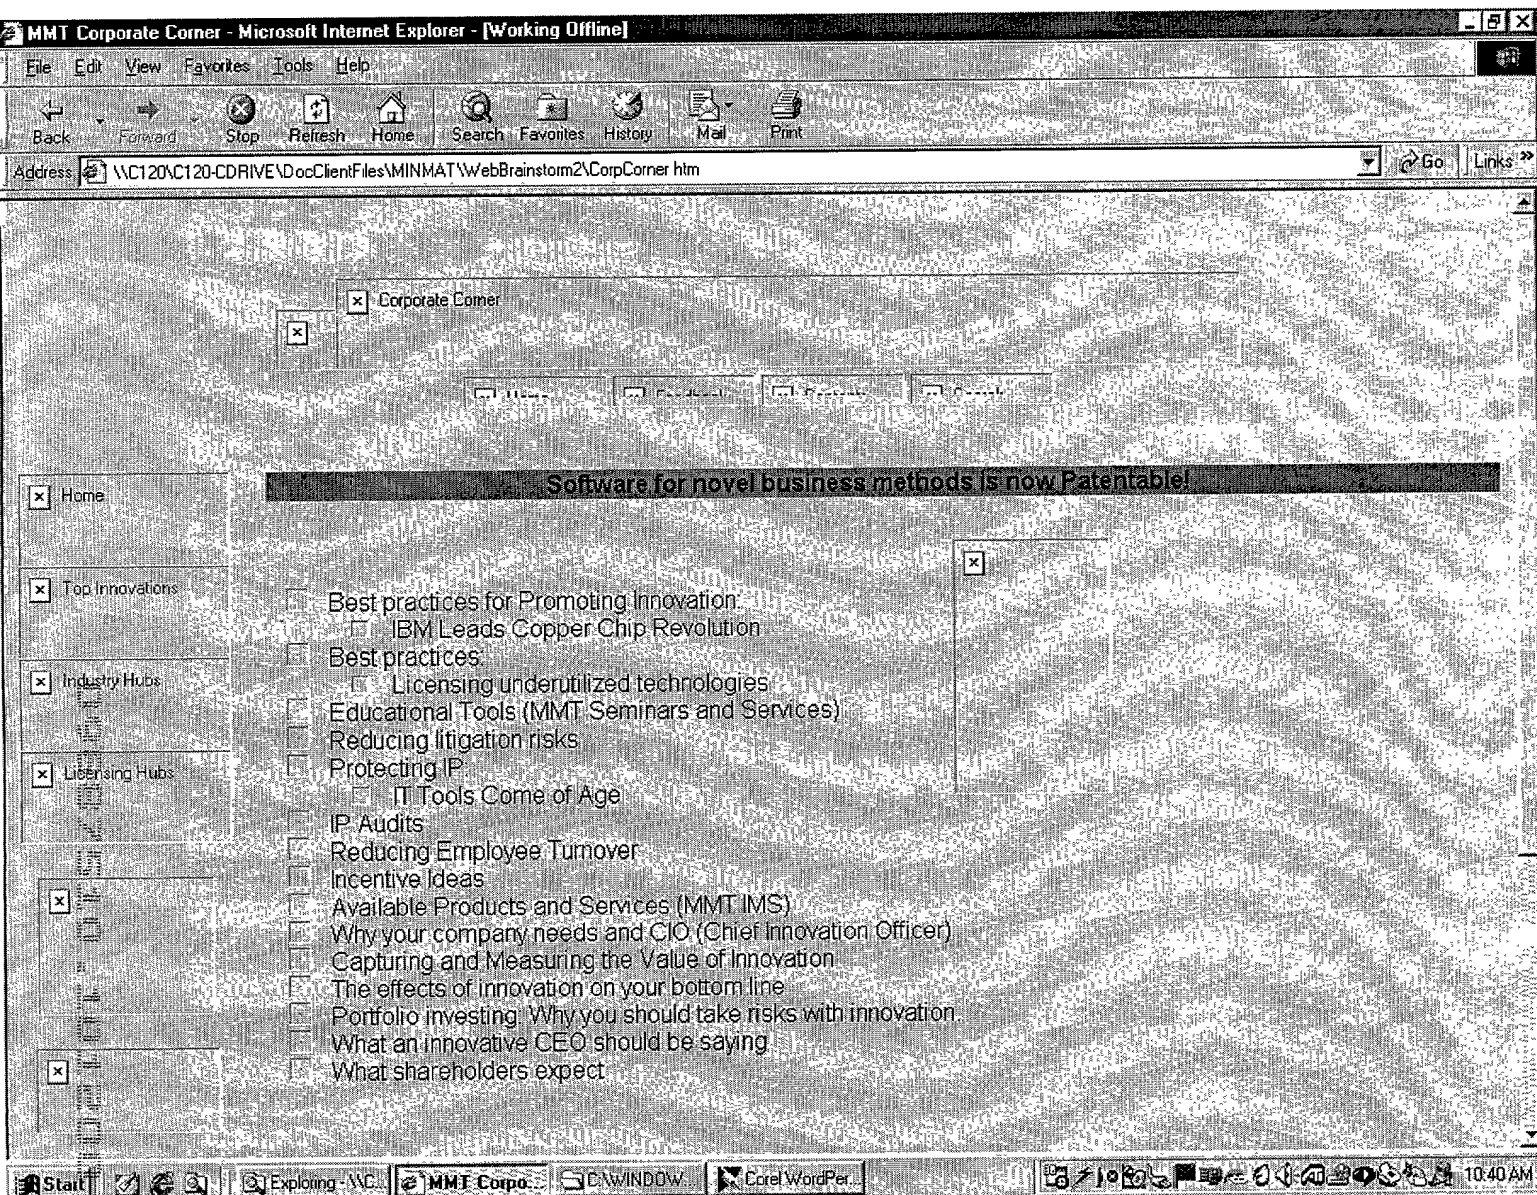 MMT Corporate Corner - Microsoft Internet Explorer - [Working Offline]
File Edit View Favorites Tools Help
Back Forward Stop Refresh Home Search Favorites History Mail Print
Address \\C120\C120-CDRIVE\DocClientFiles\MINMAT\WebBrainstorm2\CorpCorner htm Go Links »
Corporate Corner
Software for novel business methods is now Patentable!
Home
Top Innovations
Industry Hubs
Licensing Hubs
Best practices for Promoting Innovation:
IBM Leads Copper Chip Revolution
Best practices:
Licensing underutilized technologies
Educational Tools (MMT Seminars and Services)
Reducing litigation risks
Protecting IP
IT Tools Come of Age
IP Audits
Reducing Employee Turnover
Incentive Ideas
Available Products and Services (MMT IMS)
Why your company needs and CIO (Chief Innovation Officer)
Capturing and Measuring the Value of Innovation
The effects of innovation on your bottom line
Portfolio investing: Why you should take risks with innovation.
What an innovative CEO should be saying
What shareholders expect
Start Exploring - \\C... MMT Corpo... C:\WINDOW... Corel WordPer... 10:40 AM